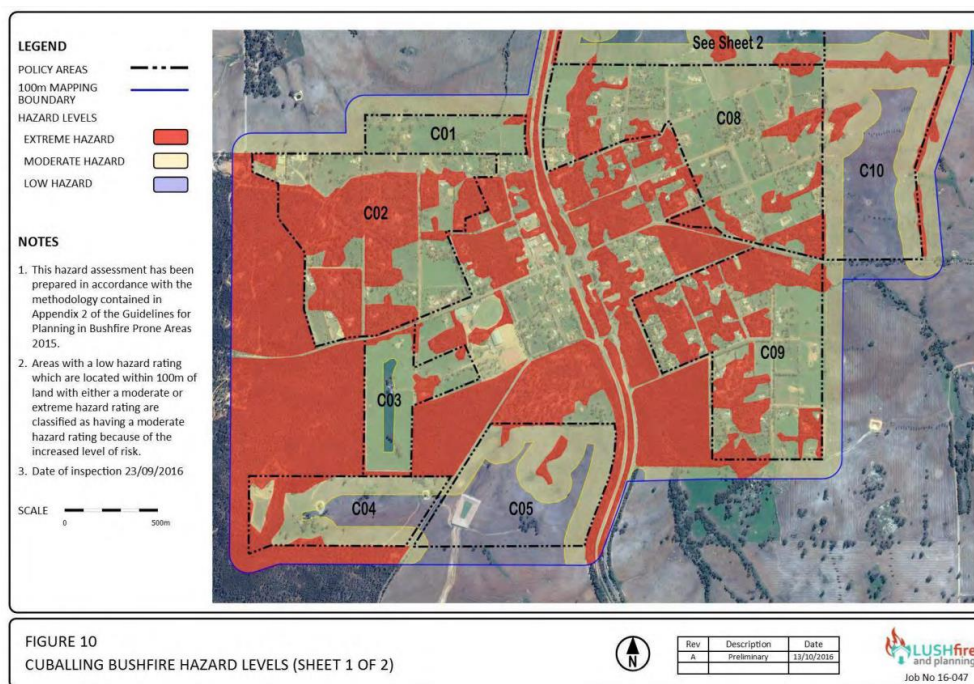 LEGEND
POLICY AREAS
100m MAPPING
BOUNDARY
HAZARD LEVELS
EXTREME HAZARD
MODERATE HAZARD
LOW HAZARD
NOTES
1. This hazard assessment has been
prepared in accordance with the
methodology contained in
Appendix 2 of the Guidelines for
Planning in Bushfire Prone Areas
2015.
2. Areas with a low hazard rating
which are located within 100m of
land with either a moderate or
extreme hazard rating are
classified as having a moderate
hazard rating because of the
increased level of risk.
3. Date of inspection 23/09/2016
SCALE
0 500m
See Sheet 2
C01
C08
C10
C02
C09
C03
C04
C05
FIGURE 10
CUBALLING BUSHFIRE HAZARD LEVELS (SHEET 1 OF 2)
N
Rev Description Date
A Preliminary 13/10/2016
LUSHfire
and planning
Job No 16-047